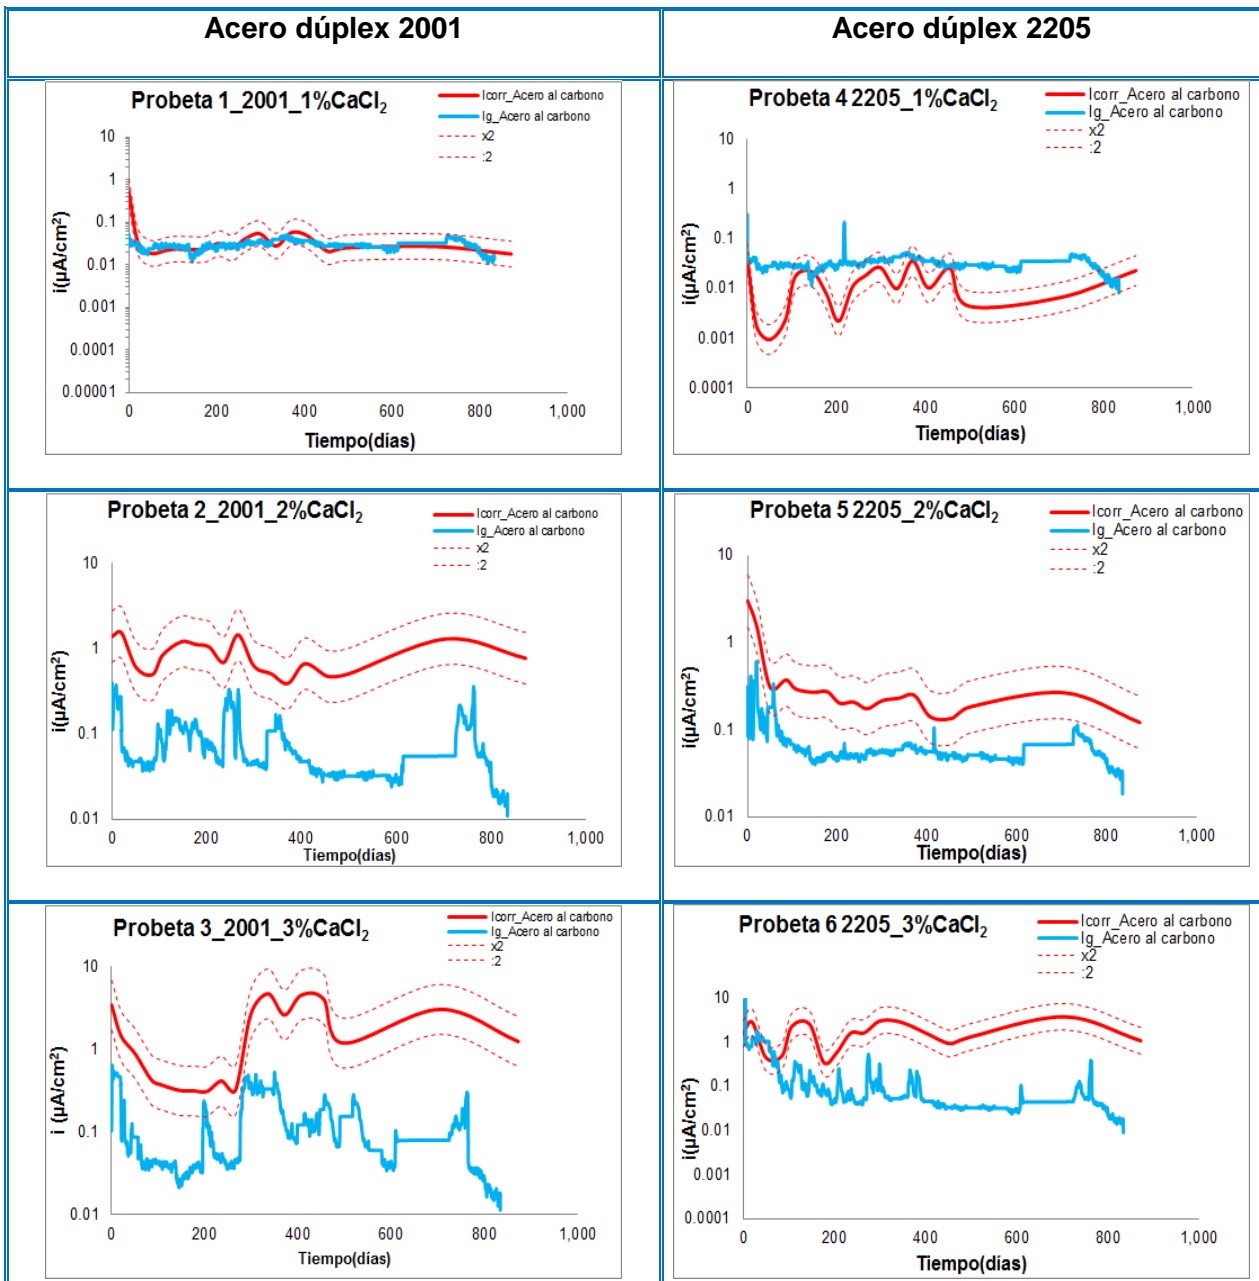 Acero dúplex 2001
Acero dúplex 2205
Probeta 1_2001_1%CaCl₂
Icorr_Acero al carbono
Ig_Acero al carbono
x2
:2
i(µA/cm²)
10
1
0.1
0.01
0.001
0.0001
0.00001
0 200 400 600 800 1,000
Tiempo(días)
Probeta 4 2205_1%CaCl₂
Icorr_Acero al carbono
Ig_Acero al carbono
x2
:2
i(µA/cm²)
10
1
0.1
0.01
0.001
0.0001
0 200 400 600 800 1,000
Tiempo(días)
Probeta 2_2001_2%CaCl₂
Icorr_Acero al carbono
Ig_Acero al carbono
x2
:2
i(µA/cm²)
10
1
0.1
0.01
0 200 400 600 800 1,000
Tiempo(días)
Probeta 5 2205_2%CaCl₂
Icorr_Acero al carbono
Ig_Acero al carbono
x2
:2
i(µA/cm²)
10
1
0.1
0.01
0 200 400 600 800 1,000
Tiempo(días)
Probeta 3_2001_3%CaCl₂
Icorr_Acero al carbono
Ig_Acero al carbono
x2
:2
i (µA/cm²)
10
1
0.1
0.01
0 200 400 600 800 1,000
Tiempo(días)
Probeta 6 2205_3%CaCl₂
Icorr_Acero al carbono
Ig_Acero al carbono
x2
:2
i(µA/cm²)
10
1
0.1
0.01
0.001
0.0001
0 200 400 600 800 1,000
Tiempo(días)